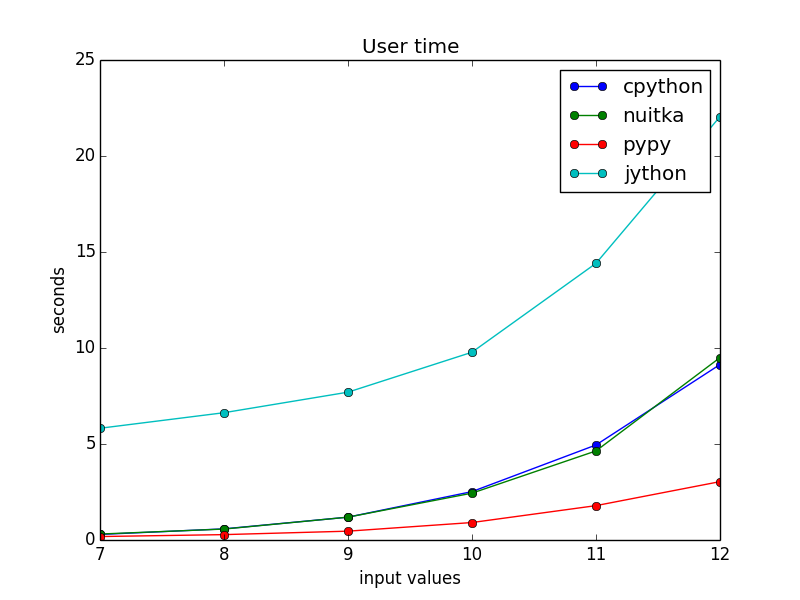 User time
25
20
15
10
5
0
seconds
cpython
nuitka
pypy
jython
7 8 9 10 11 12
input values